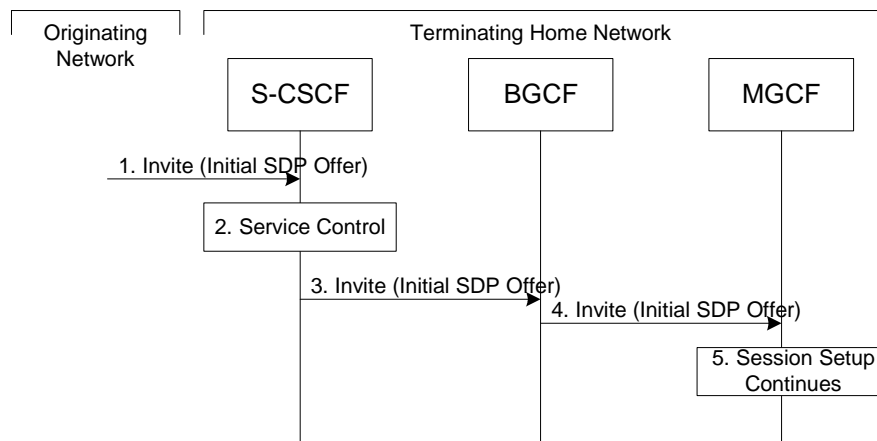 Originating
Network
Terminating Home Network
S-CSCF
BGCF
MGCF
1. Invite (Initial SDP Offer)
2. Service Control
3. Invite (Initial SDP Offer)
4. Invite (Initial SDP Offer)
5. Session Setup
Continues